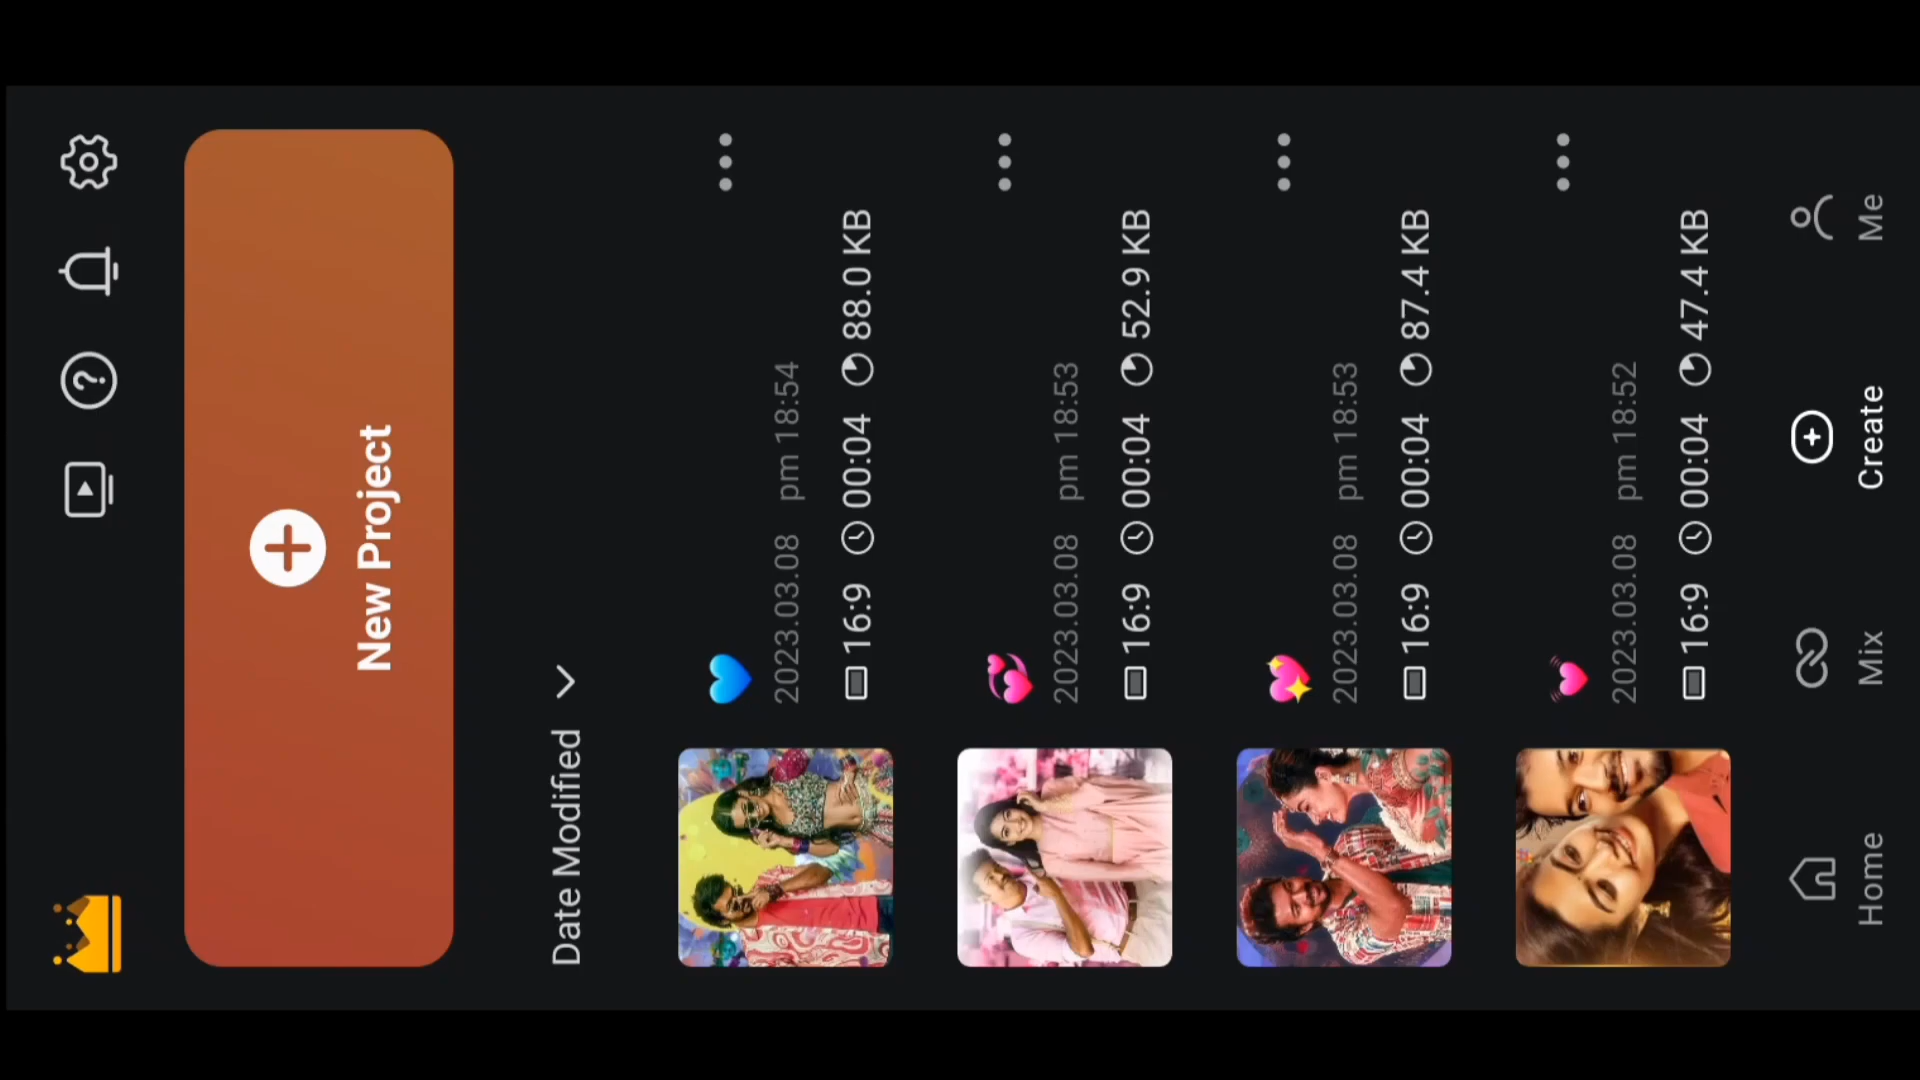 New Project
Date Modified
💙
2023.03.08 pm 18:54
16:9 00:04 88.0 KB
💞
2023.03.08 pm 18:53
16:9 00:04 52.9 KB
💖
2023.03.08 pm 18:53
16:9 00:04 87.4 KB
💓
2023.03.08 pm 18:52
16:9 00:04 47.4 KB
Home Mix Create Me